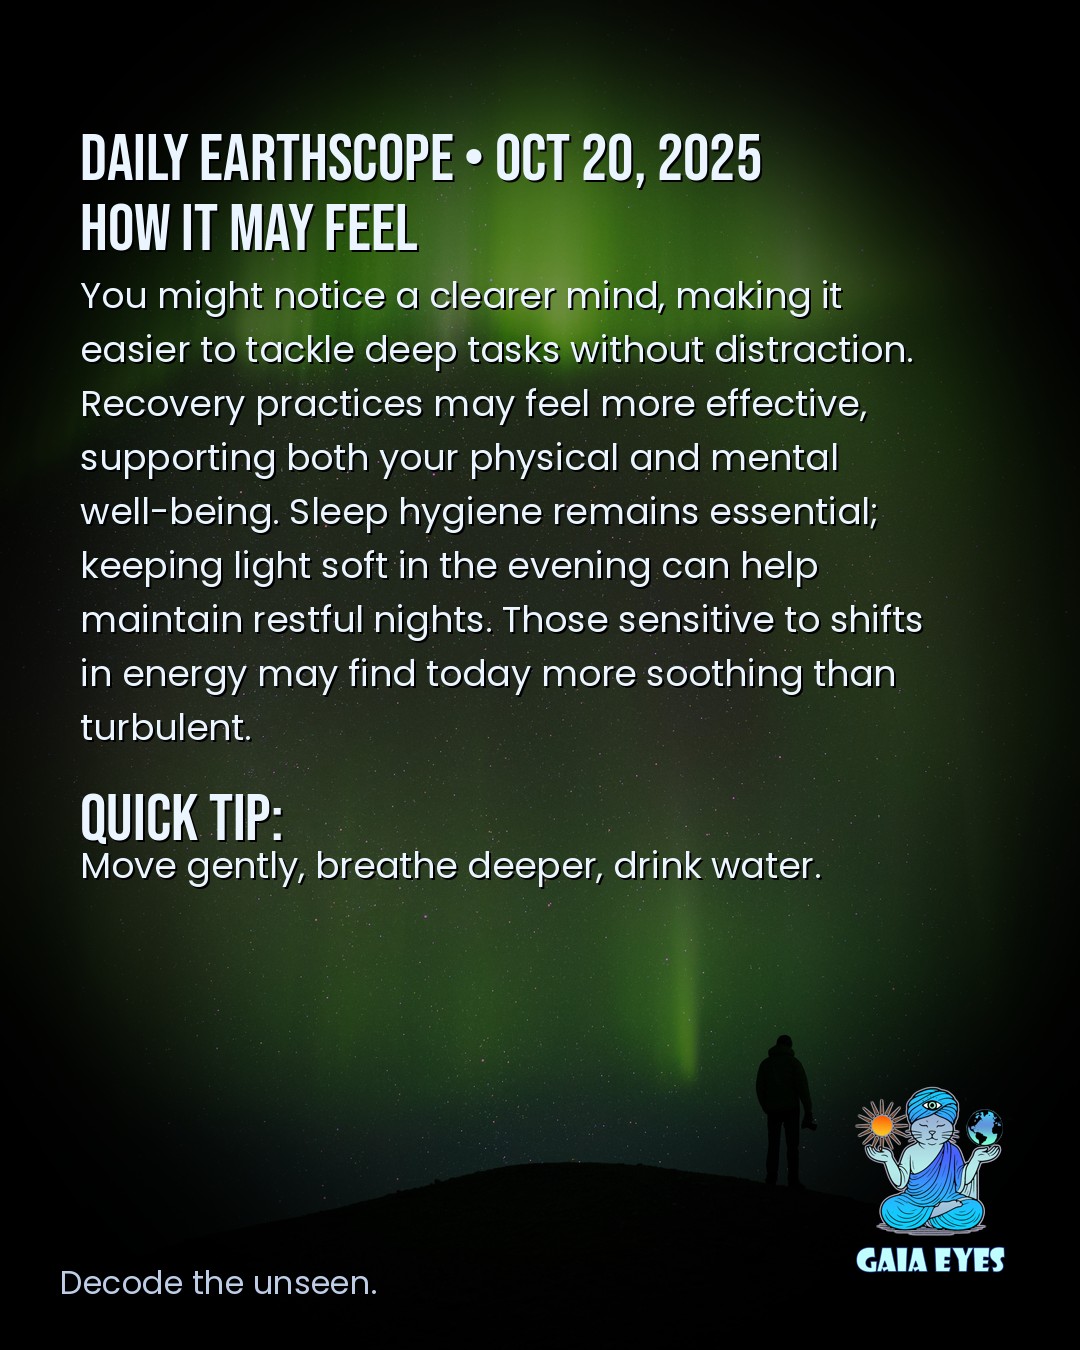 DAILY EARTHSCOPE • OCT 20, 2025
HOW IT MAY FEEL
You might notice a clearer mind, making it
easier to tackle deep tasks without distraction.
Recovery practices may feel more effective,
supporting both your physical and mental
well-being. Sleep hygiene remains essential;
keeping light soft in the evening can help
maintain restful nights. Those sensitive to shifts
in energy may find today more soothing than
turbulent.
QUICK TIP:
Move gently, breathe deeper, drink water.
GAIA EYES
Decode the unseen.